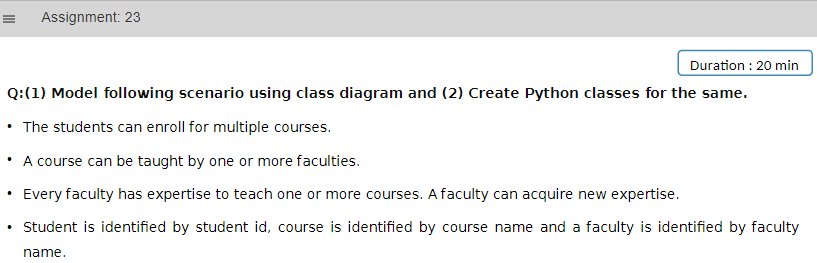 Assignment: 23
Duration : 20 min
Q:(1) Model following scenario using class diagram and (2) Create Python classes for the same.
• The students can enroll for multiple courses.
• A course can be taught by one or more faculties.
• Every faculty has expertise to teach one or more courses. A faculty can acquire new expertise.
• Student is identified by student id, course is identified by course name and a faculty is identified by faculty
name.